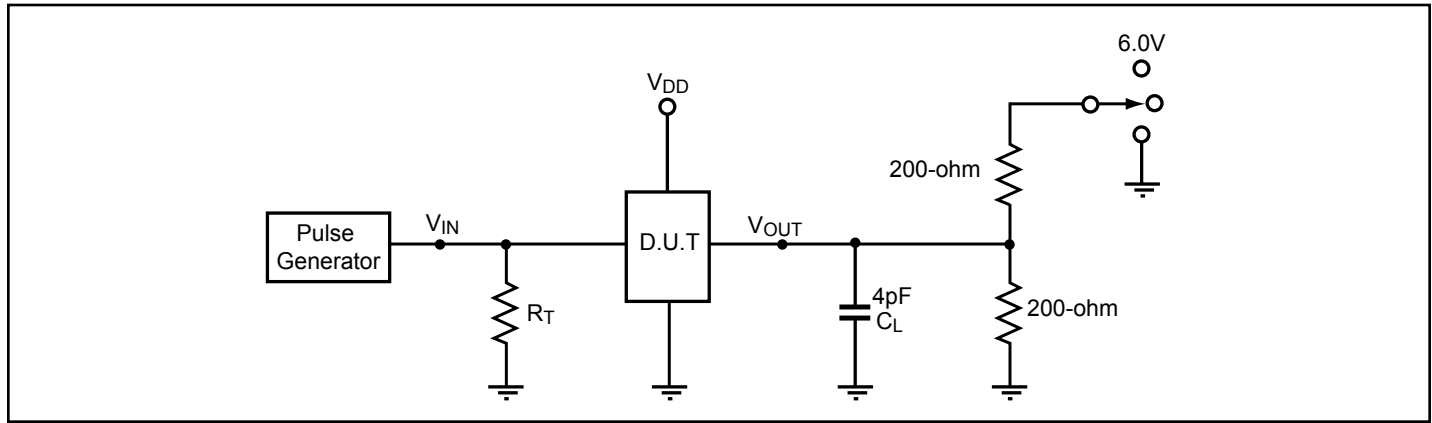 6.0V
VDD
200-ohm
Pulse
Generator
VIN
D.U.T
VOUT
RT
4pF
CL
200-ohm